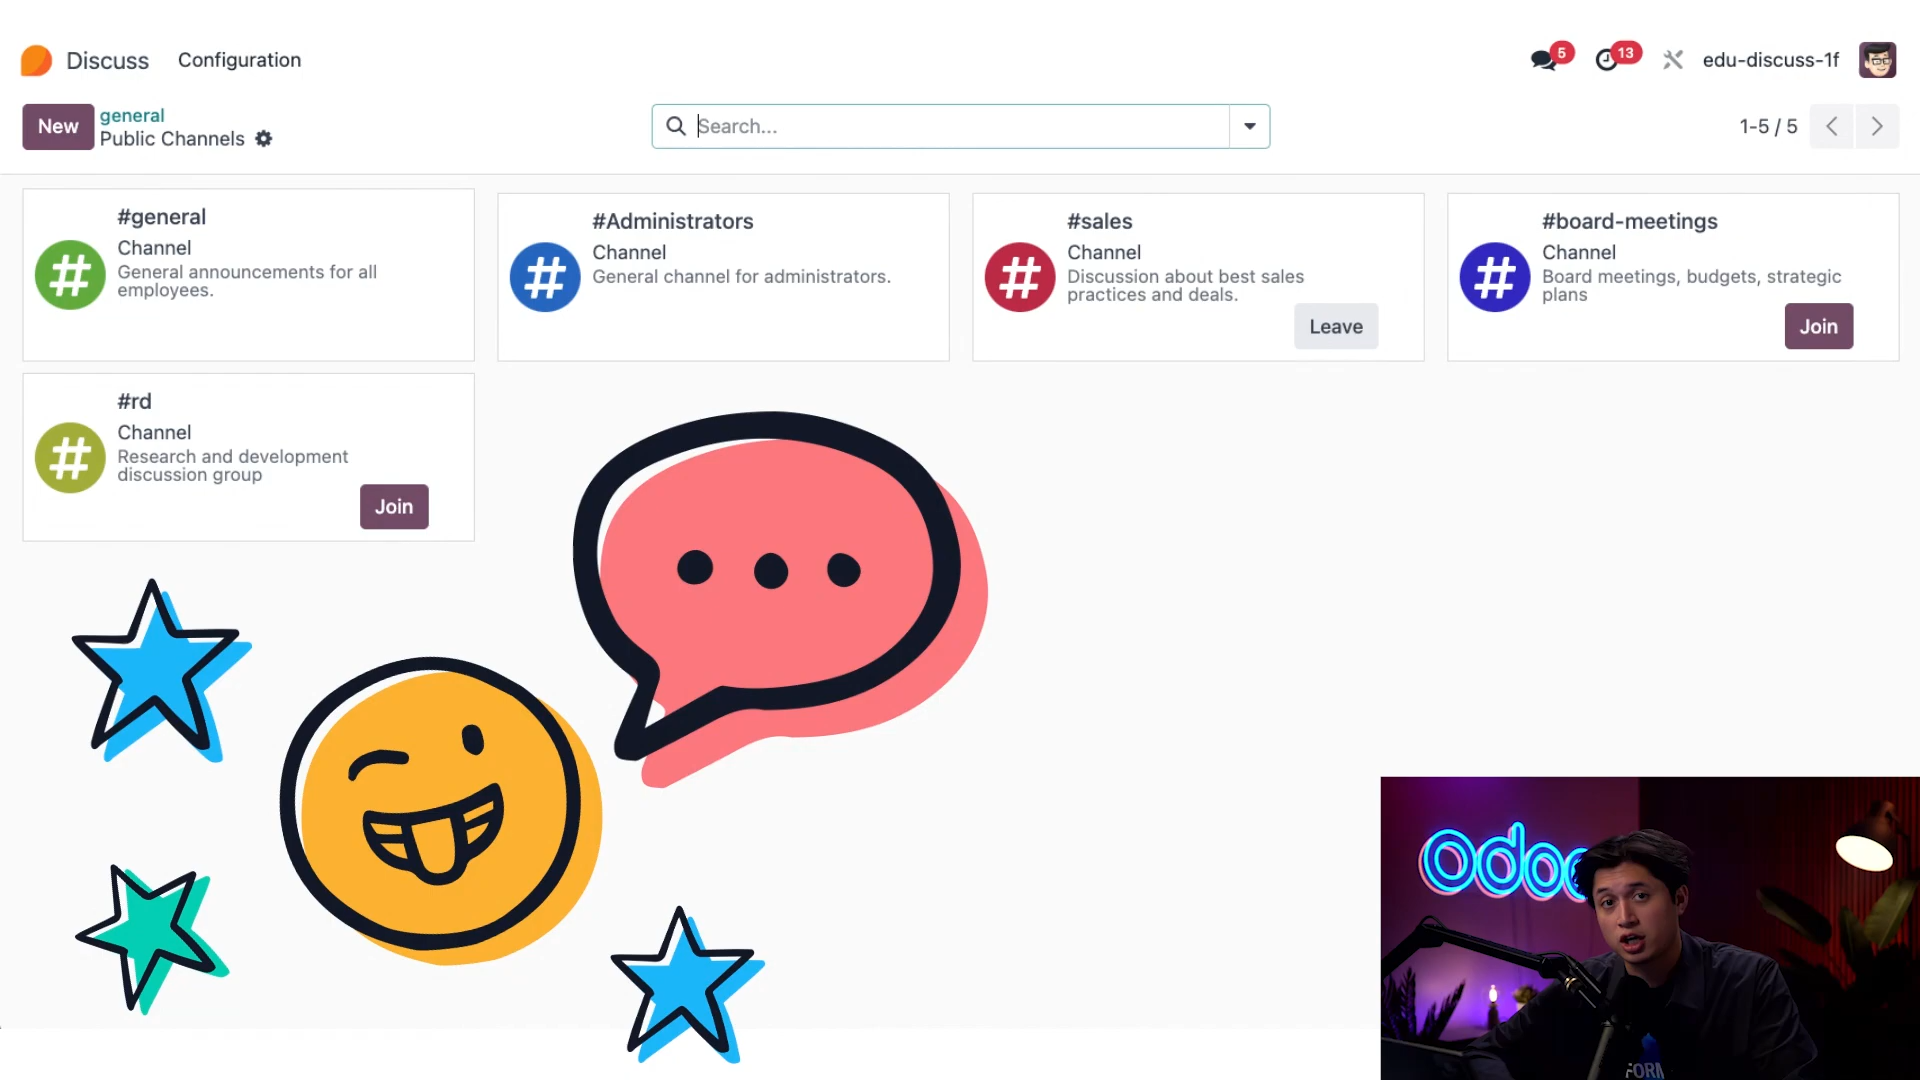 Discuss
Configuration
5
13
edu-discuss-1f
New
general
Public Channels
Search...
1-5 / 5
#general
Channel
General announcements for all
employees.
#Administrators
Channel
General channel for administrators.
#sales
Channel
Discussion about best sales
practices and deals.
Leave
#board-meetings
Channel
Board meetings, budgets, strategic
plans
Join
#rd
Channel
Research and development
discussion group
Join
odoo
FORM